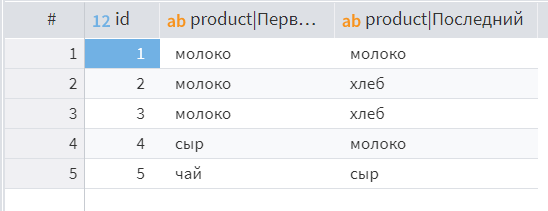 # 12 id ab product|Перв... ab product|Последний
1 1 молоко молоко
2 2 молоко хлеб
3 3 молоко хлеб
4 4 сыр молоко
5 5 чай сыр